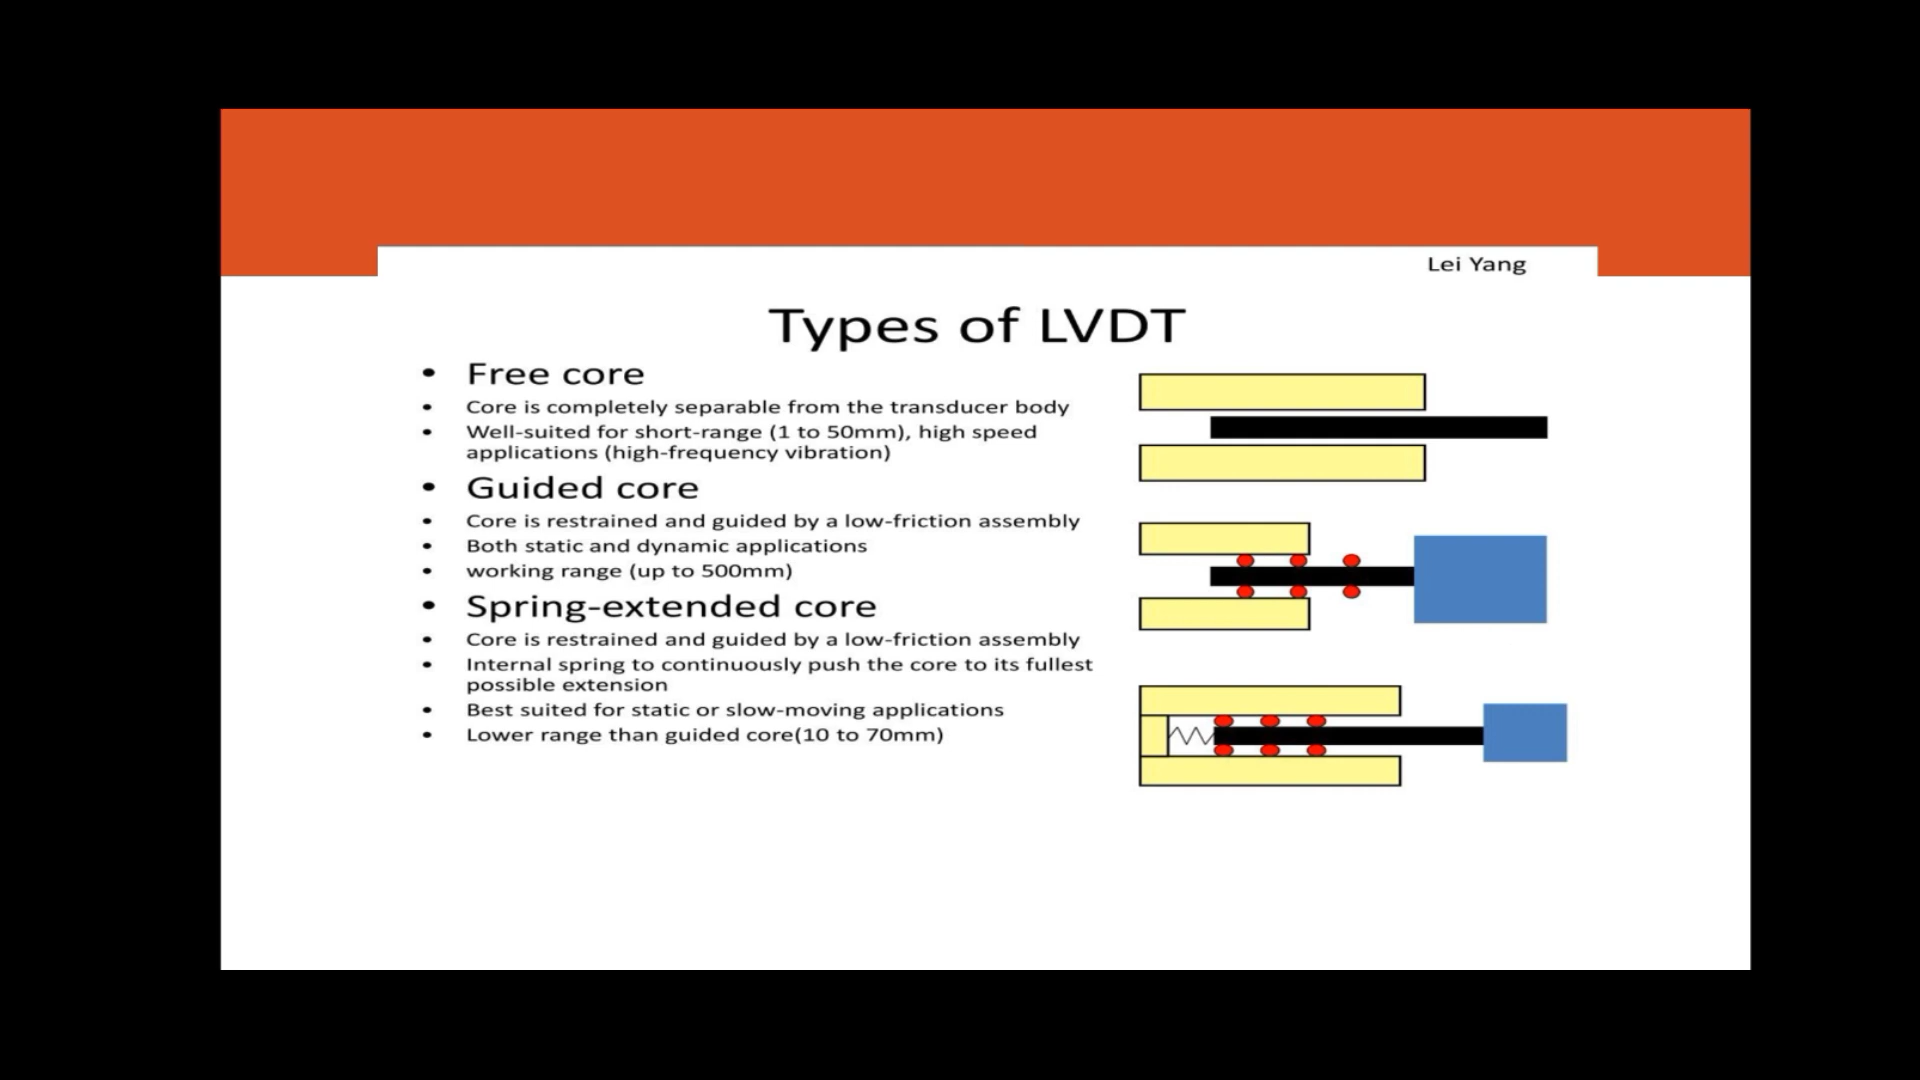 Lei Yang
Types of LVDT
• Free core
• Core is completely separable from the transducer body
• Well-suited for short-range (1 to 50mm), high speed
applications (high-frequency vibration)
• Guided core
• Core is restrained and guided by a low-friction assembly
• Both static and dynamic applications
• working range (up to 500mm)
• Spring-extended core
• Core is restrained and guided by a low-friction assembly
• Internal spring to continuously push the core to its fullest
possible extension
• Best suited for static or slow-moving applications
• Lower range than guided core(10 to 70mm)